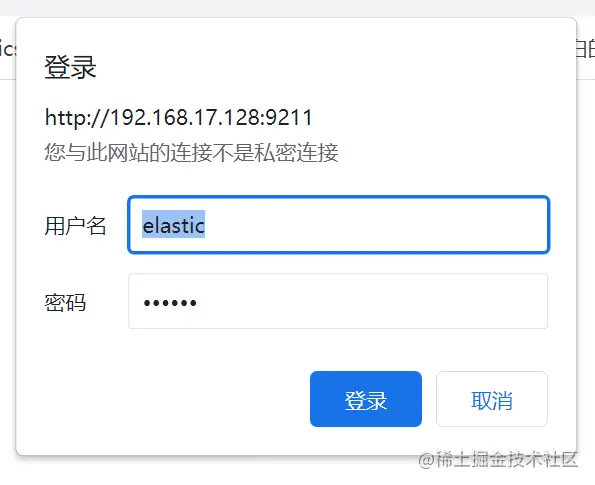 登录
http://192.168.17.128:9211
您与此网站的连接不是私密连接
用户名 elastic
密码 ••••••
登录 取消
@稀土掘金技术社区